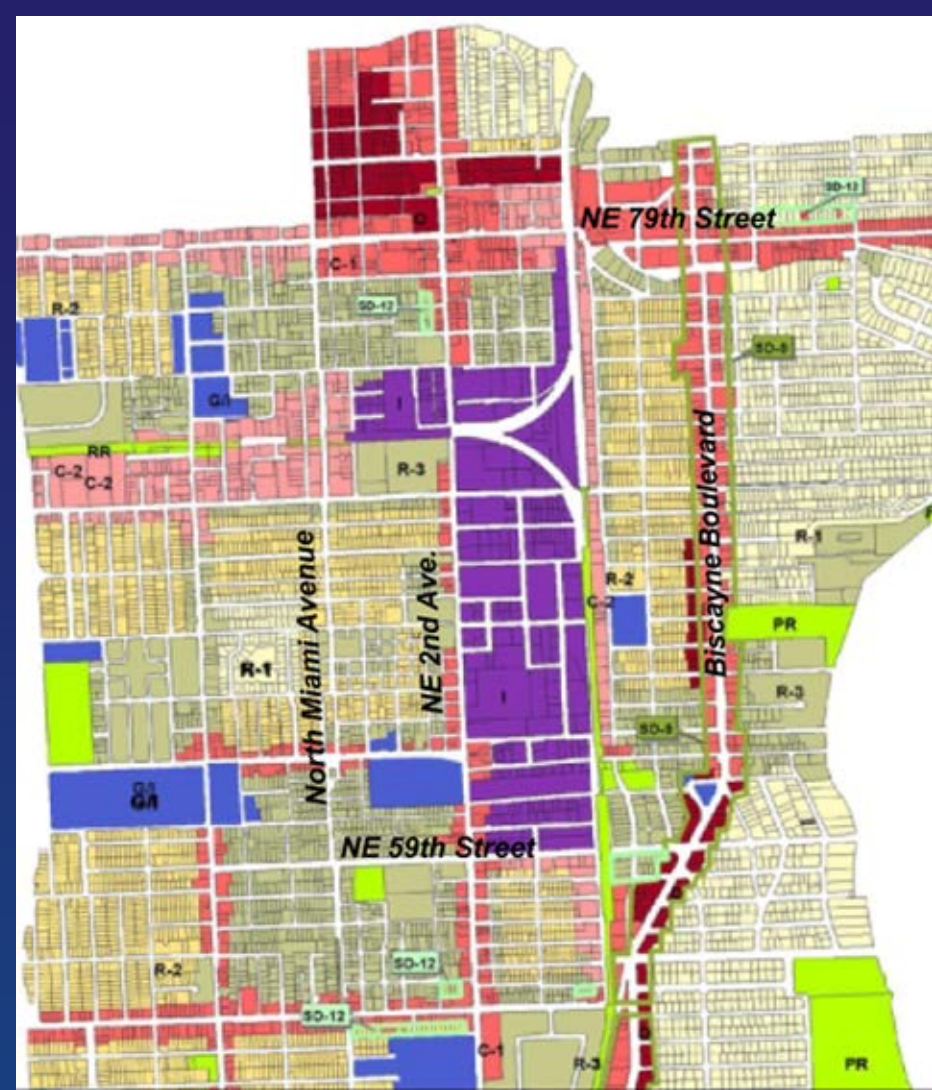 SD-12
NE 79th Street
O
C-1
R-2
SD-12
SD-9
I
G/I
RR
C-2
C-2
R-3
North Miami Avenue
NE 2nd Ave.
Biscayne Boulevard
R-1
R-2
C-2
PR
R-1
R-3
I
SD-9
G/I
G/I
NE 59th Street
R-2
SD-12
SD-12
C-1
R-3
PR